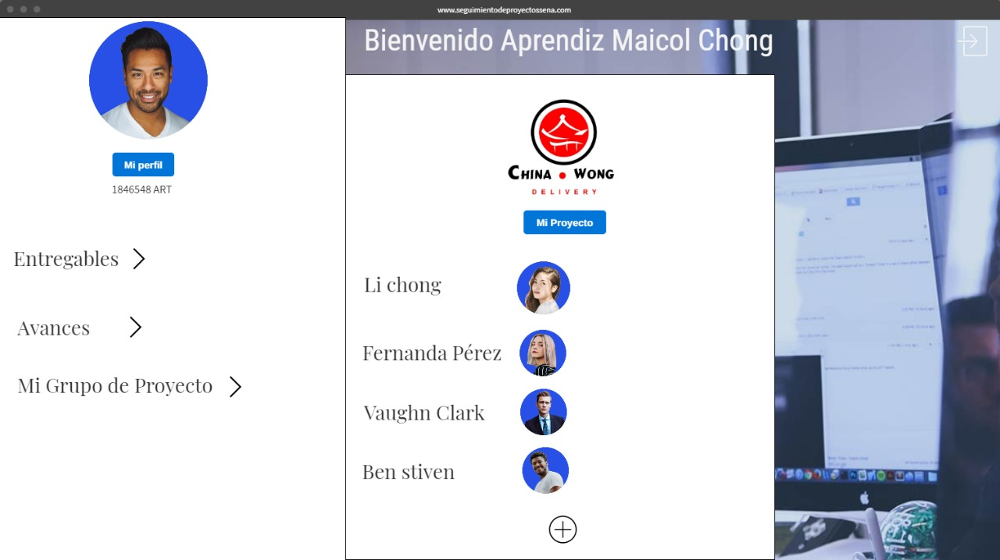 www.seguimientodeproyectossena.com
Bienvenido Aprendiz Maicol Chong
Mi perfil
1846548 ART
Entregables
Avances
Mi Grupo de Proyecto
CHINA • WONG
DELIVERY
Mi Proyecto
Li chong
Fernanda Pérez
Vaughn Clark
Ben stiven